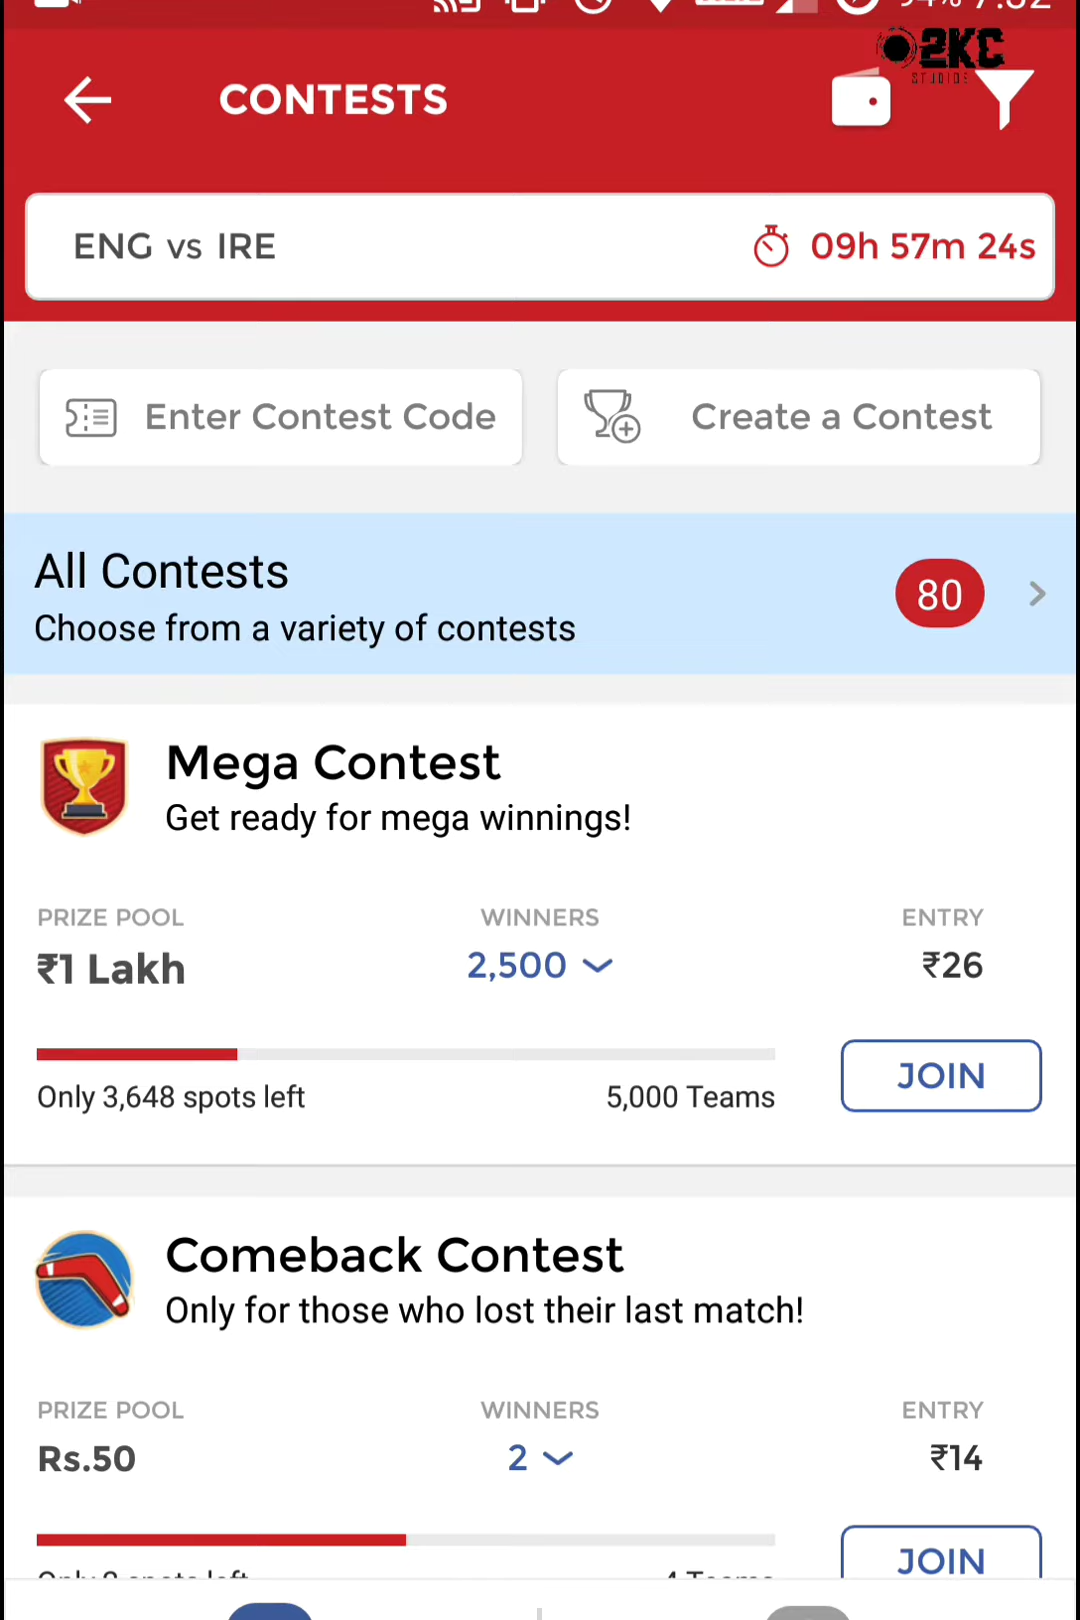 2KC
STUDIOS
CONTESTS
ENG vs IRE
09h 57m 24s
Enter Contest Code
Create a Contest
All Contests
80
Choose from a variety of contests
Mega Contest
Get ready for mega winnings!
PRIZE POOL WINNERS ENTRY
₹1 Lakh 2,500 ₹26
Only 3,648 spots left 5,000 Teams
JOIN
Comeback Contest
Only for those who lost their last match!
PRIZE POOL WINNERS ENTRY
Rs.50 2 ₹14
JOIN